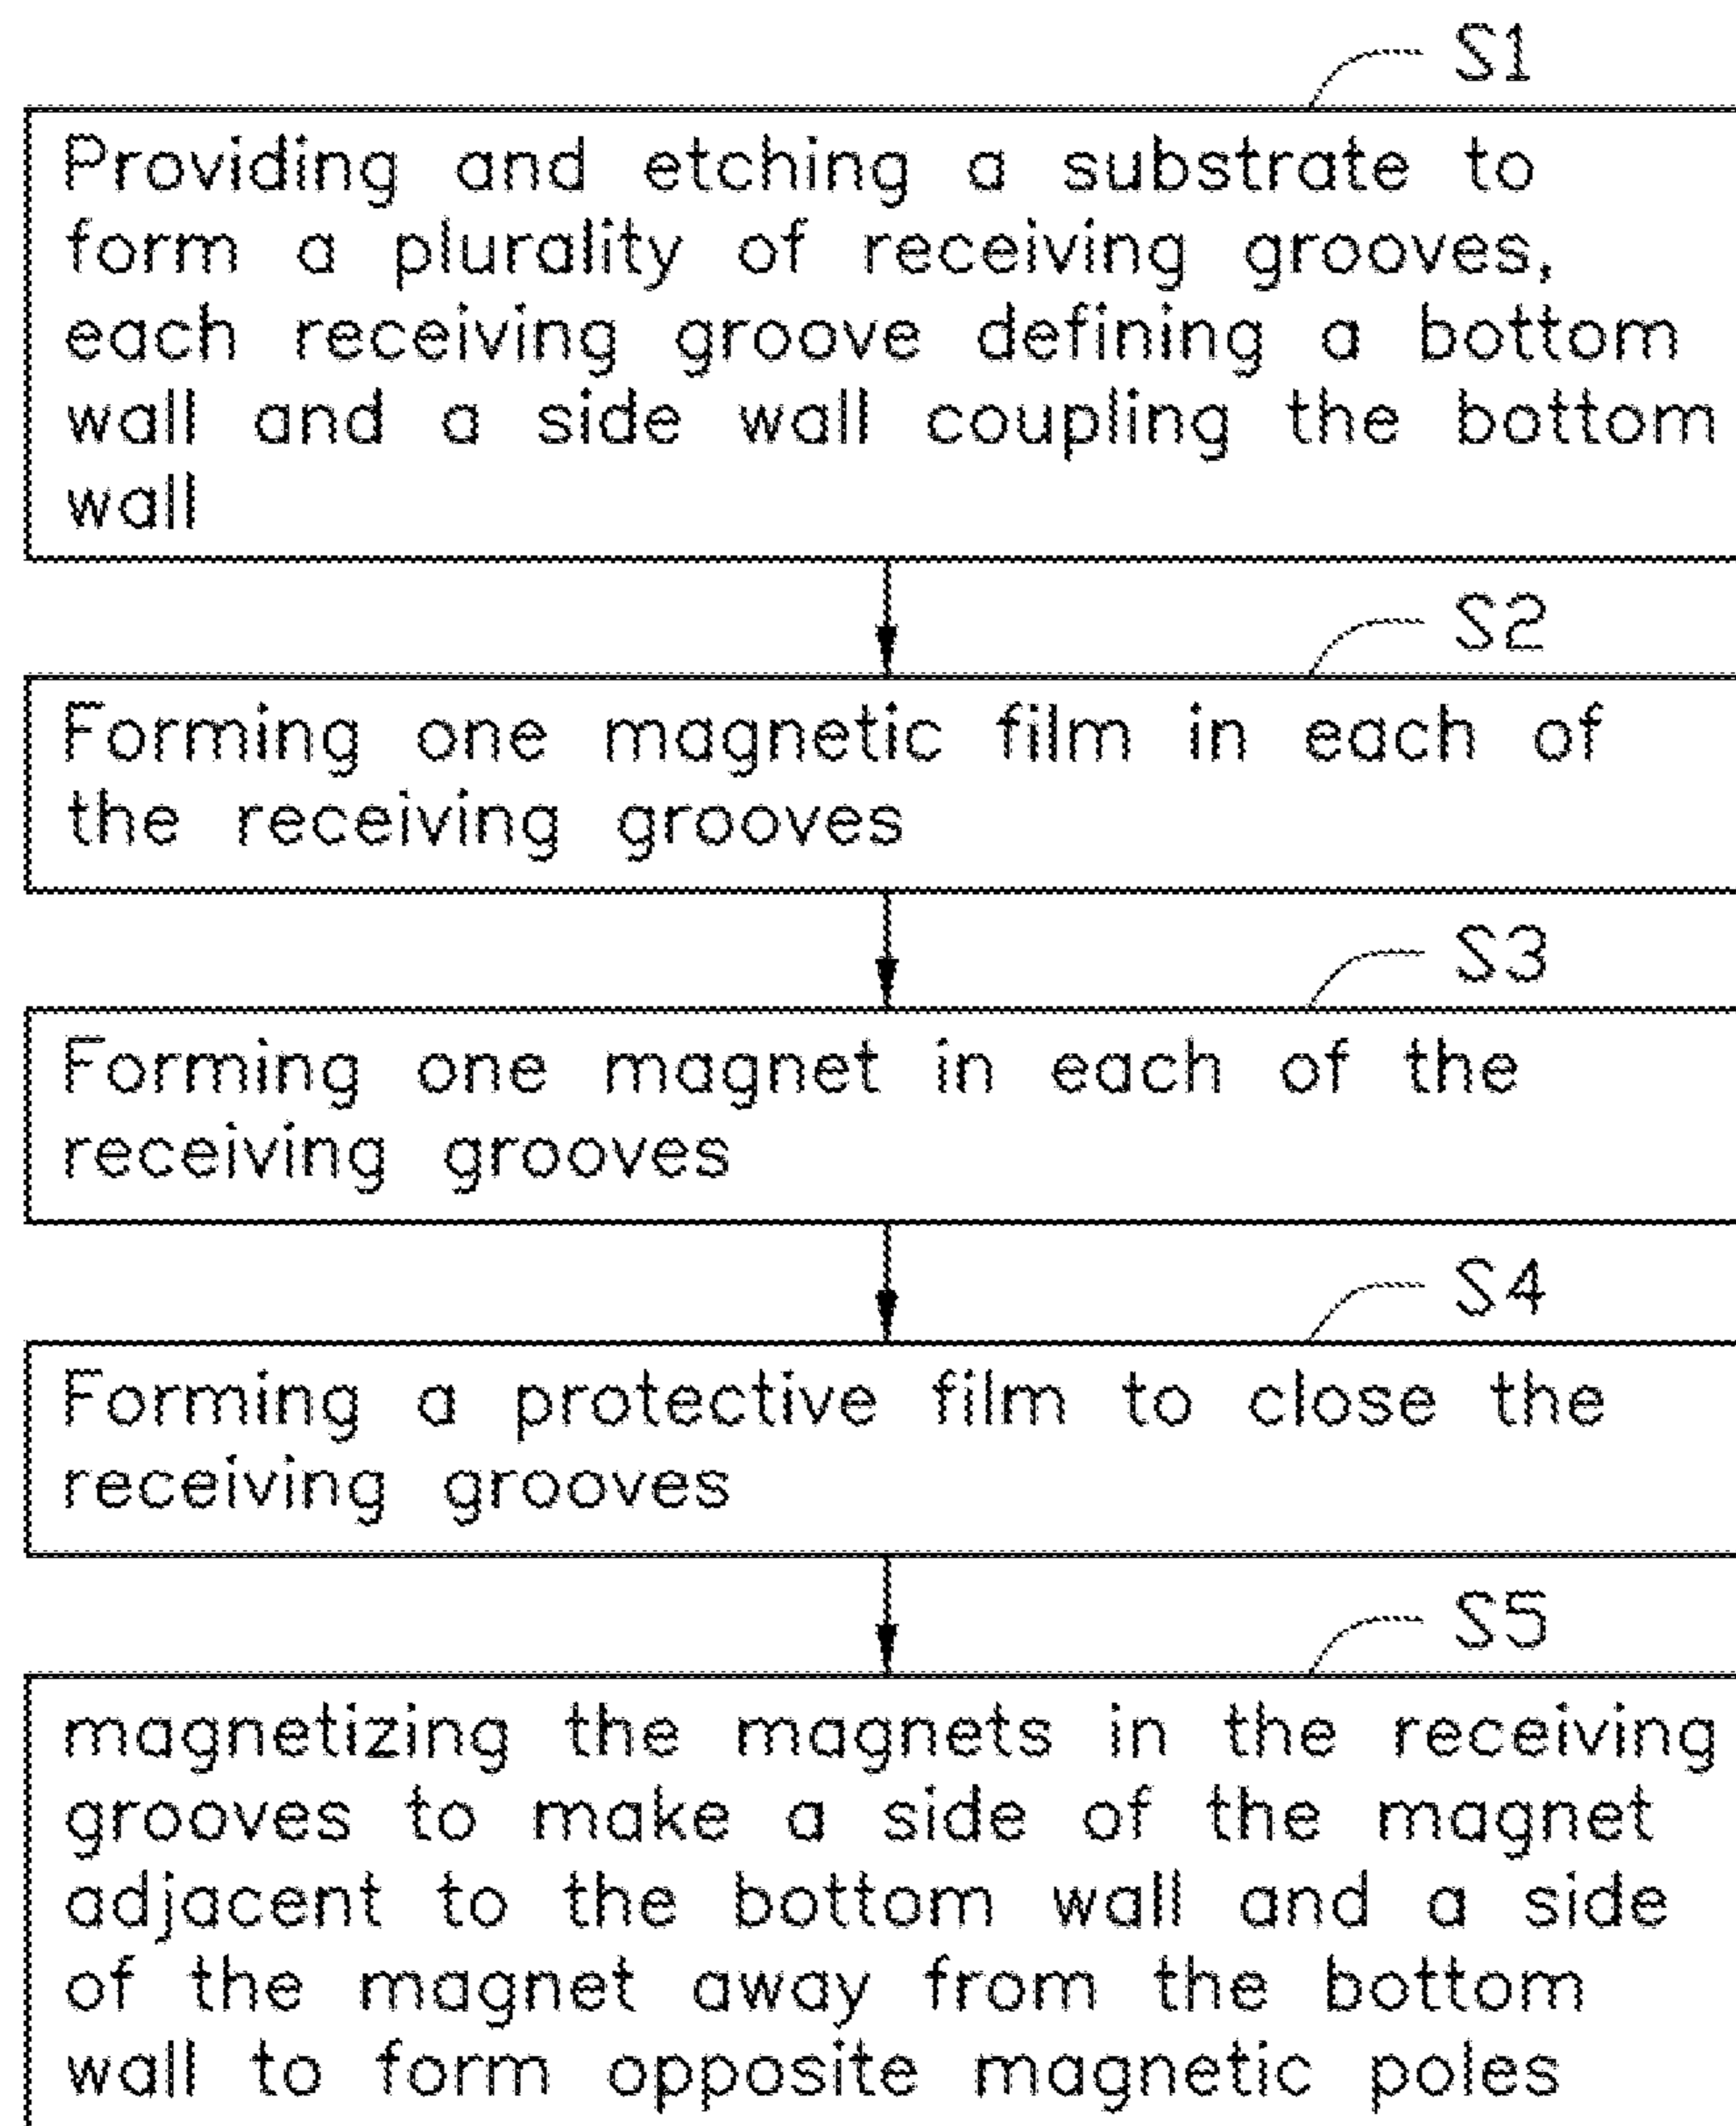 S1
Providing and etching a substrate to
form a plurality of receiving grooves,
each receiving groove defining a bottom
wall and a side wall coupling the bottom
wall
S2
Forming one magnetic film in each of
the receiving grooves
S3
Forming one magnet in each of the
receiving grooves
S4
Forming a protective film to close the
receiving grooves
S5
magnetizing the magnets in the receiving
grooves to make a side of the magnet
adjacent to the bottom wall and a side
of the magnet away from the bottom
wall to form opposite magnetic poles